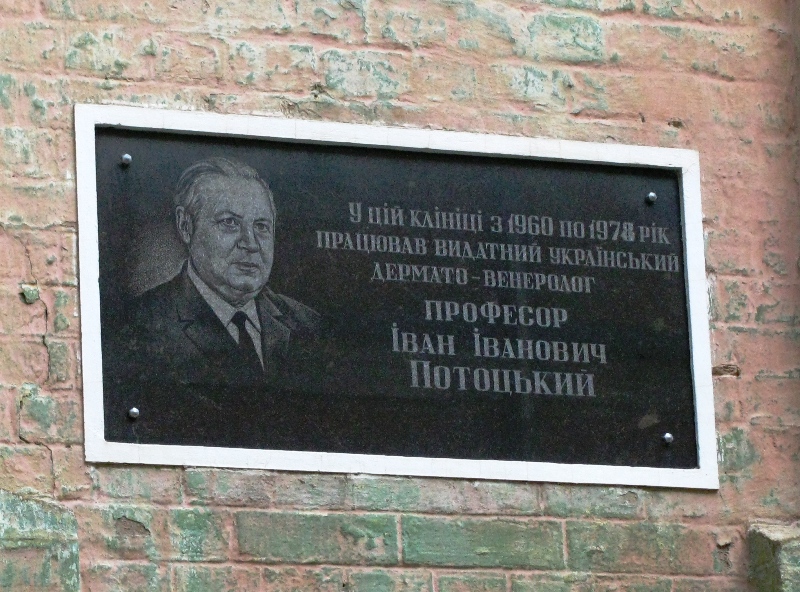 У ЦІЙ КЛІНІЦІ З 1960 ПО 1978 РІК
ПРАЦЮВАВ ВИДАТНИЙ УКРАЇНСЬКИЙ
ДЕРМАТО-ВЕНЕРОЛОГ
ПРОФЕСОР
ІВАН ІВАНОВИЧ
ПОТОЦЬКИЙ